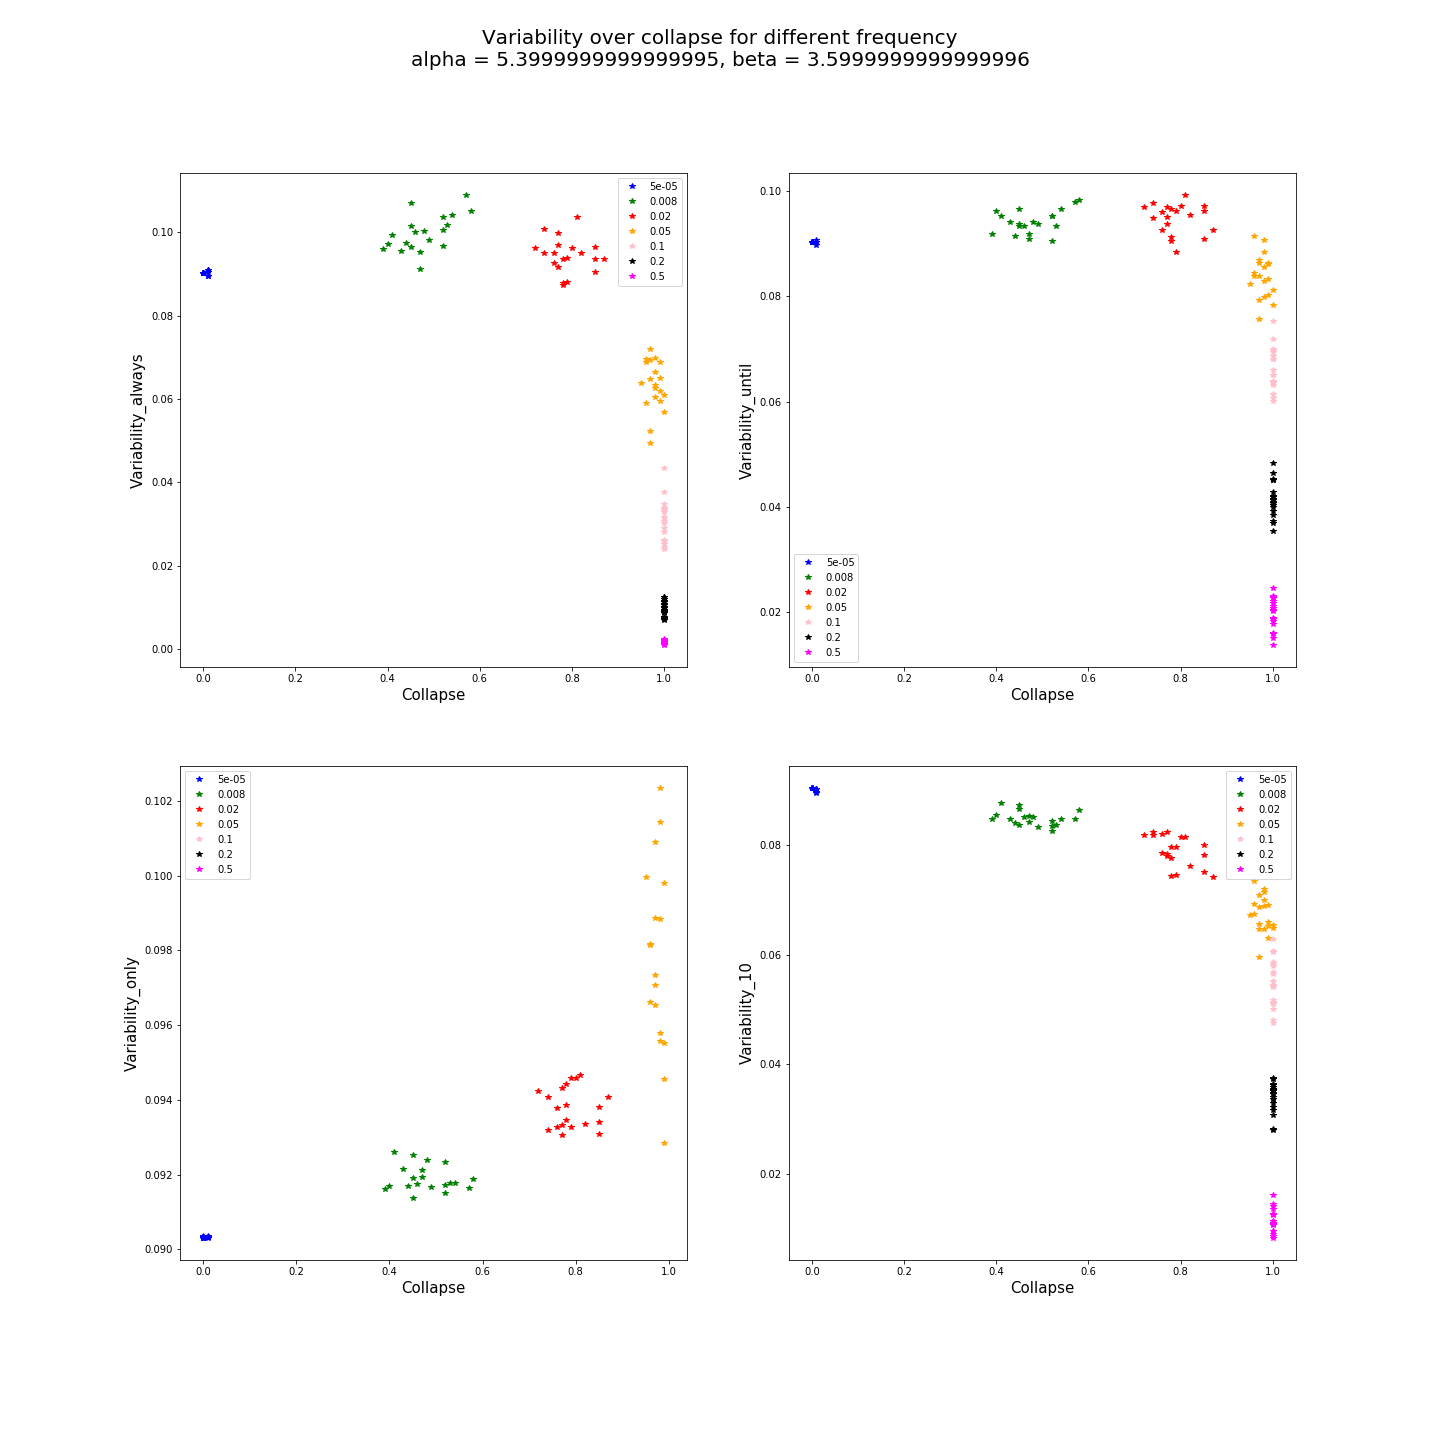 Variability over collapse for different frequency
alpha = 5.3999999999999995, beta = 3.5999999999999996
5e-05
0.008
0.02
0.05
0.1
0.2
0.5
0.10
0.08
0.06
0.04
0.02
0.00
Variability_always
0.0 0.2 0.4 0.6 0.8 1.0
Collapse
0.10
0.08
0.06
0.04
0.02
Variability_until
5e-05
0.008
0.02
0.05
0.1
0.2
0.5
0.0 0.2 0.4 0.6 0.8 1.0
Collapse
5e-05
0.008
0.02
0.05
0.1
0.2
0.5
0.102
0.100
0.098
0.096
0.094
0.092
0.090
Variability_only
0.0 0.2 0.4 0.6 0.8 1.0
Collapse
5e-05
0.008
0.02
0.05
0.1
0.2
0.5
0.08
0.06
0.04
0.02
Variability_10
0.0 0.2 0.4 0.6 0.8 1.0
Collapse